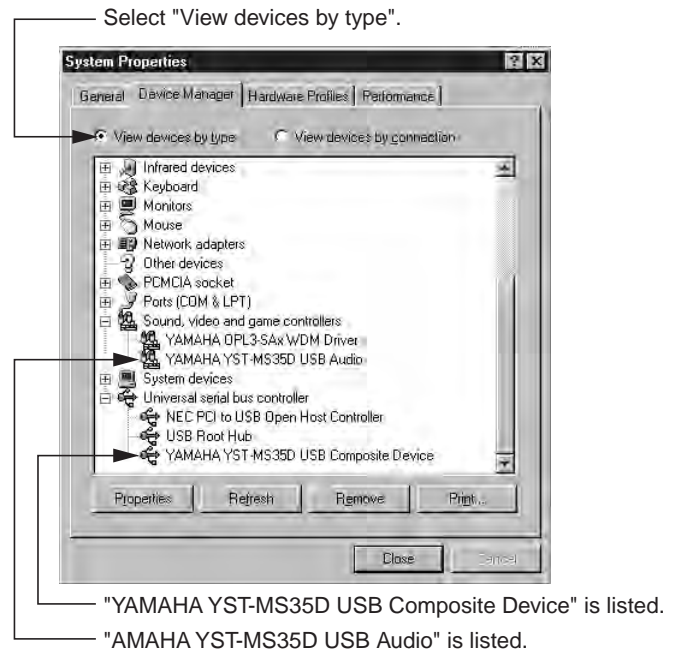 Select "View devices by type".
System Properties
General Device Manager Hardware Profiles Performance
View devices by type View devices by connection
Infrared devices
Keyboard
Monitors
Mouse
Network adapters
Other devices
PCMCIA socket
Ports (COM & LPT)
Sound, video and game controllers
YAMAHA OPL3-SAx WDM Driver
YAMAHA YST-MS35D USB Audio
System devices
Universal serial bus controller
NEC PCI to USB Open Host Controller
USB Root Hub
YAMAHA YST-MS35D USB Composite Device
Properties Refresh Remove Print...
Close Cancel
"YAMAHA YST-MS35D USB Composite Device" is listed.
"AMAHA YST-MS35D USB Audio" is listed.